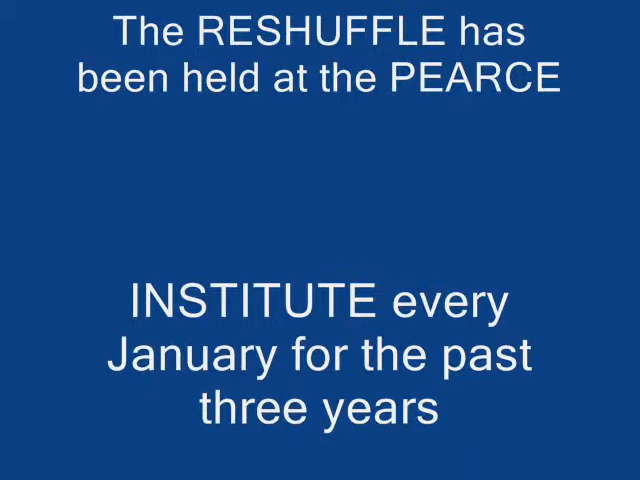 The RESHUFFLE has
been held at the PEARCE
INSTITUTE every
January for the past
three years